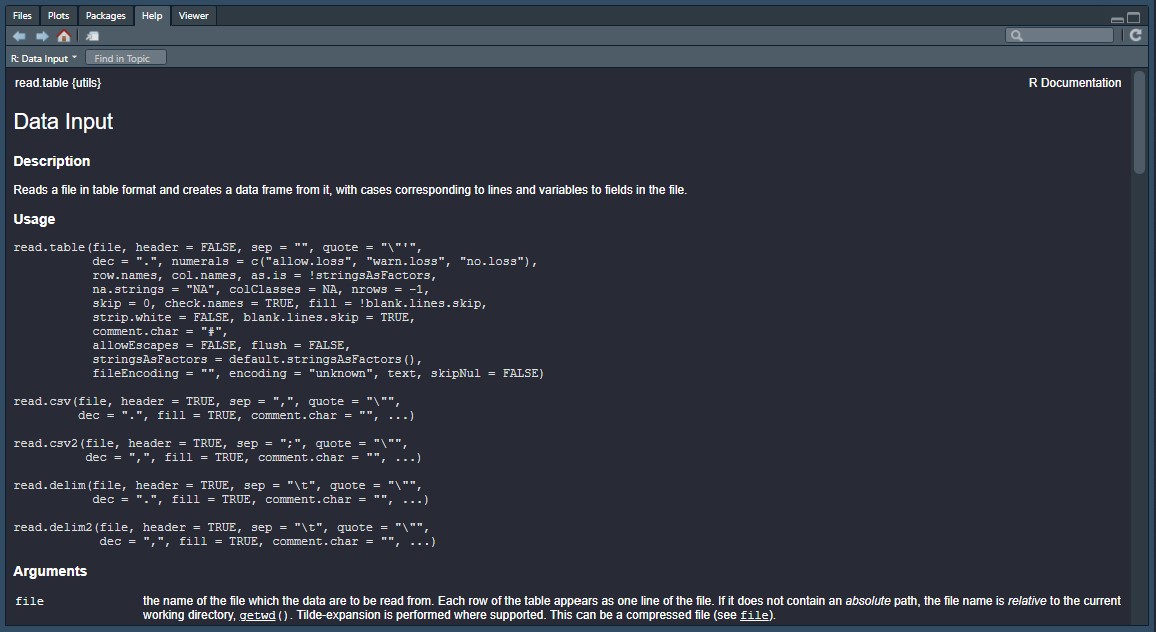 Files Plots Packages Help Viewer
R: Data Input Find in Topic
read.table {utils} R Documentation
Data Input
Description
Reads a file in table format and creates a data frame from it, with cases corresponding to lines and variables to fields in the file.
Usage
read.table(file, header = FALSE, sep = "", quote = "\"'",
           dec = ".", numerals = c("allow.loss", "warn.loss", "no.loss"),
           row.names, col.names, as.is = !stringsAsFactors,
           na.strings = "NA", colClasses = NA, nrows = -1,
           skip = 0, check.names = TRUE, fill = !blank.lines.skip,
           strip.white = FALSE, blank.lines.skip = TRUE,
           comment.char = "#",
           allowEscapes = FALSE, flush = FALSE,
           stringsAsFactors = default.stringsAsFactors(),
           fileEncoding = "", encoding = "unknown", text, skipNul = FALSE)
read.csv(file, header = TRUE, sep = ",", quote = "\"",
         dec = ".", fill = TRUE, comment.char = "", ...)
read.csv2(file, header = TRUE, sep = ";", quote = "\"",
          dec = ",", fill = TRUE, comment.char = "", ...)
read.delim(file, header = TRUE, sep = "\t", quote = "\"",
           dec = ".", fill = TRUE, comment.char = "", ...)
read.delim2(file, header = TRUE, sep = "\t", quote = "\"",
            dec = ",", fill = TRUE, comment.char = "", ...)
Arguments
file the name of the file which the data are to be read from. Each row of the table appears as one line of the file. If it does not contain an absolute path, the file name is relative to the current
working directory, getwd(). Tilde-expansion is performed where supported. This can be a compressed file (see file).